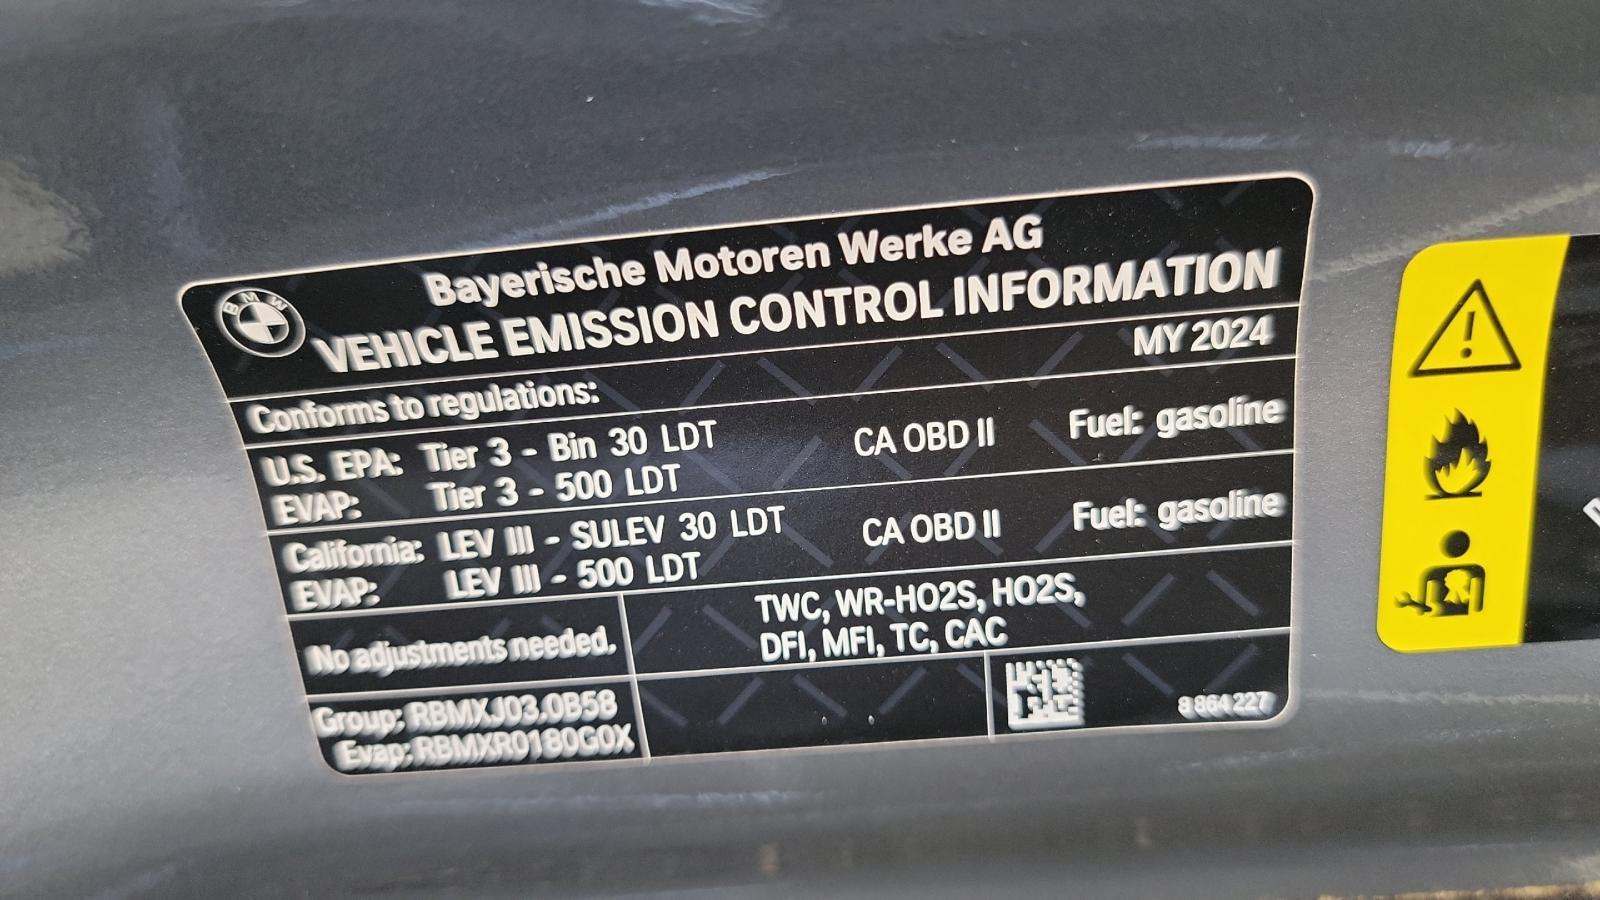 BMW
Bayerische Motoren Werke AG
VEHICLE EMISSION CONTROL INFORMATION
MY 2024
Conforms to regulations:
U.S. EPA: Tier 3 - Bin 30 LDT CA OBD II Fuel: gasoline
EVAP: Tier 3 - 500 LDT
California: LEV III - SULEV 30 LDT CA OBD II Fuel: gasoline
EVAP: LEV III - 500 LDT
No adjustments needed.
TWC, WR-HO2S, HO2S,
DFI, MFI, TC, CAC
Group: RBMXJ03.0B58
Evap: RBMXR0180G0X
8 864 227